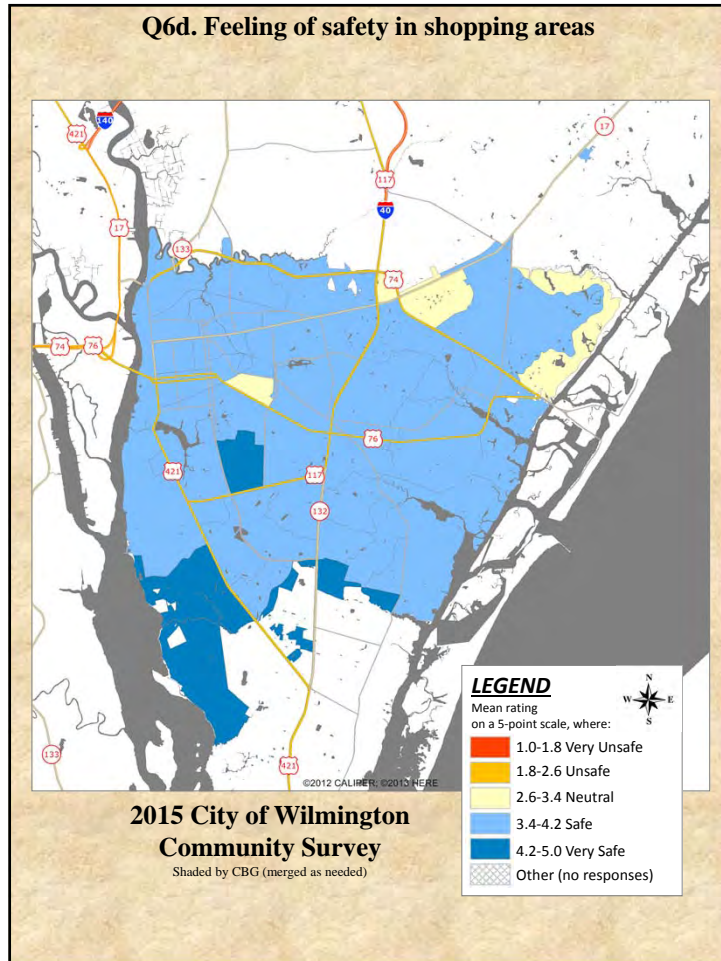 Q6d. Feeling of safety in shopping areas
140
421
17
117
40
17
133
74
74
76
76
421
117
132
133
421
©2012 CALIPER; ©2013 HERE
LEGEND
Mean rating
on a 5-point scale, where:
N
W E
S
1.0-1.8 Very Unsafe
1.8-2.6 Unsafe
2.6-3.4 Neutral
3.4-4.2 Safe
4.2-5.0 Very Safe
Other (no responses)
2015 City of Wilmington
Community Survey
Shaded by CBG (merged as needed)